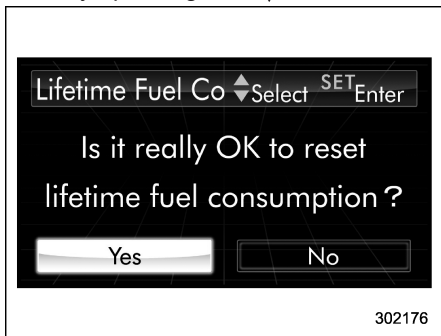 Lifetime Fuel Co Select SET Enter
Is it really OK to reset
lifetime fuel consumption?
Yes No
302176